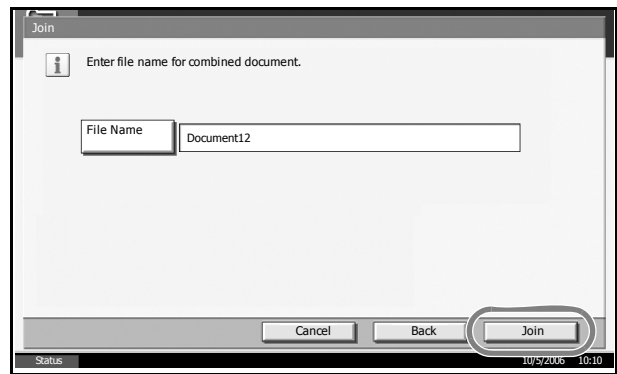 Join
Enter file name for combined document.
File Name
Document12
Cancel Back Join
Status 10/5/2006 10:10